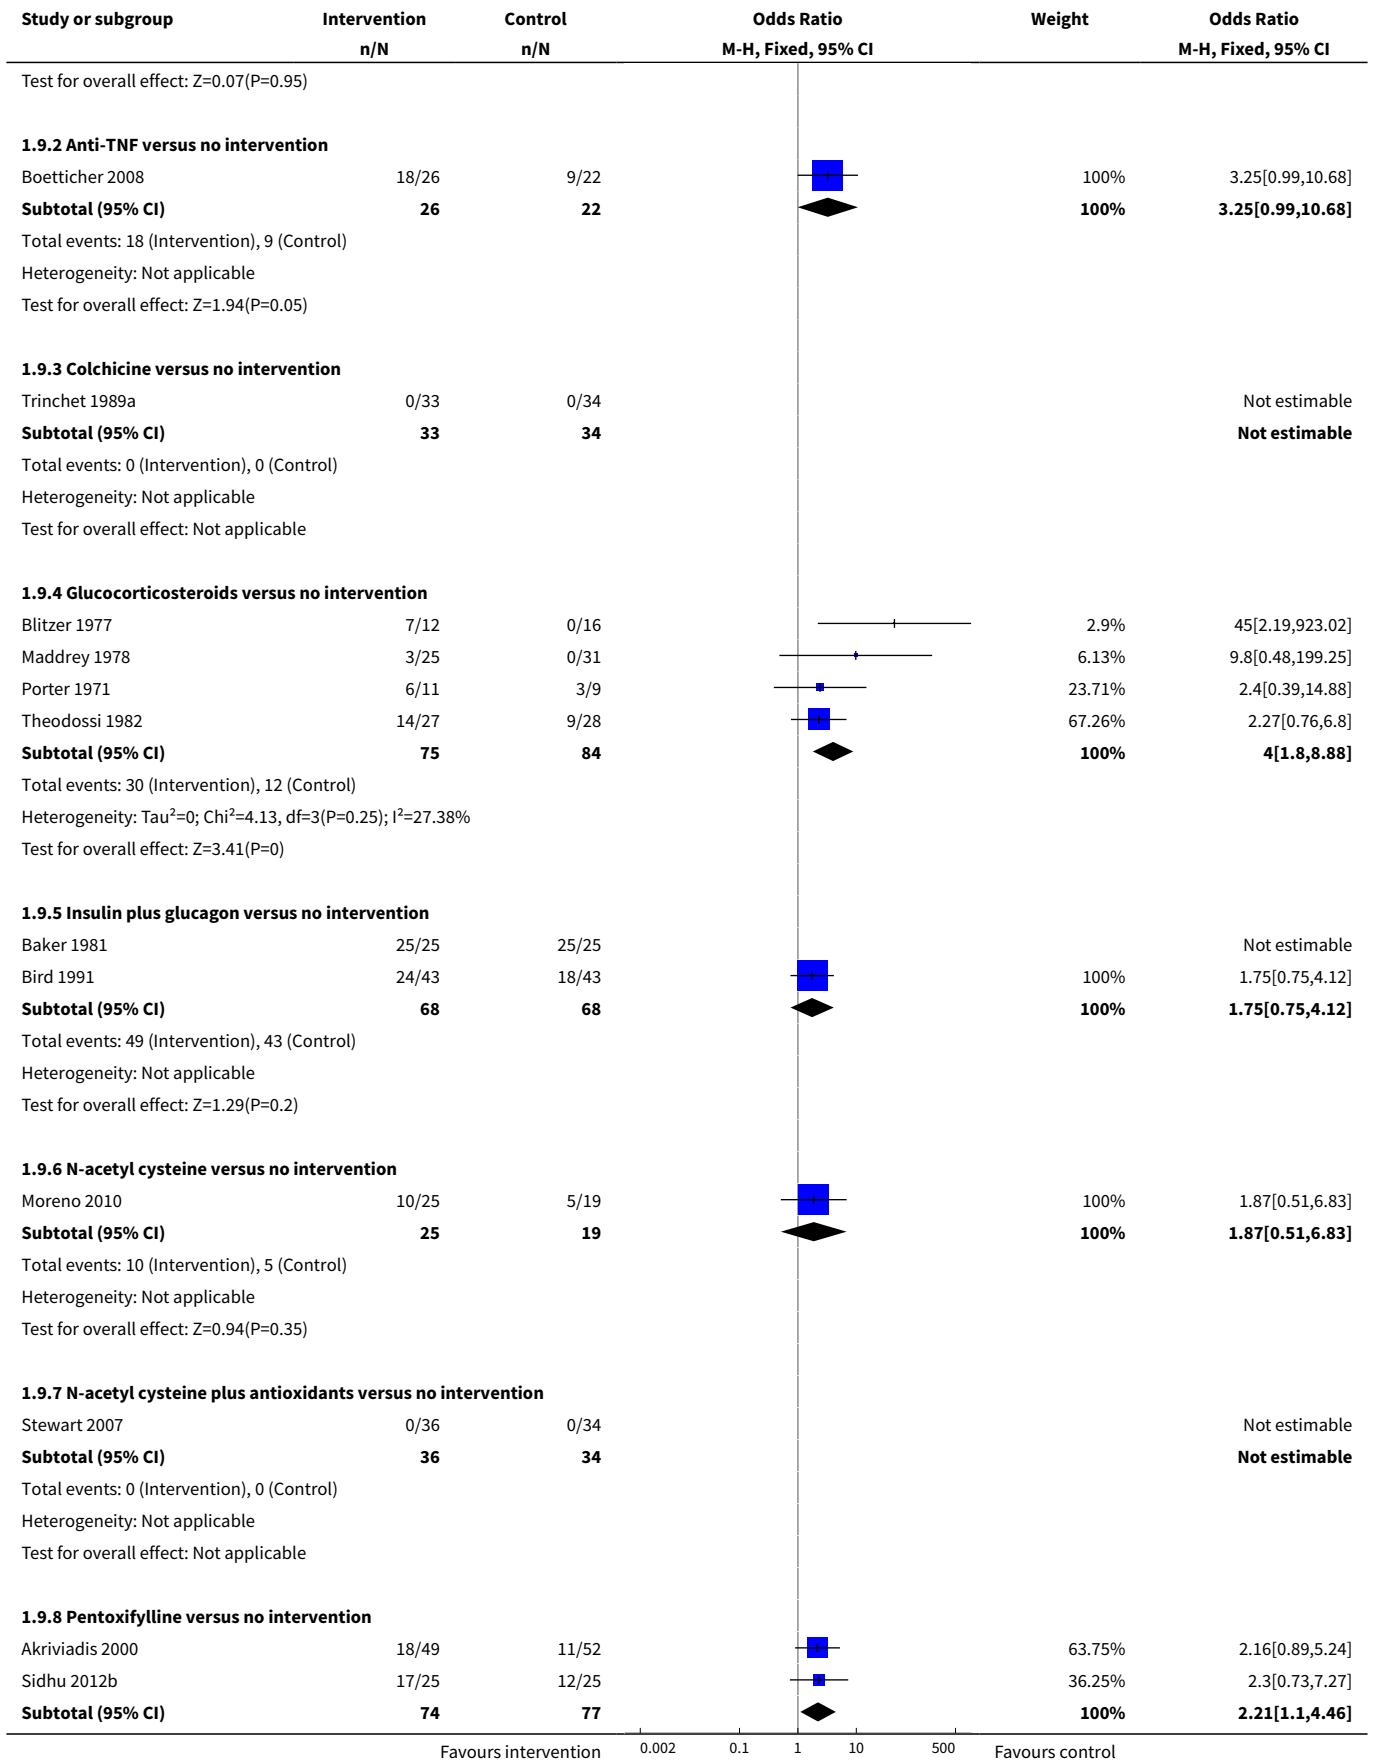 Study or subgroup Intervention Control Odds Ratio Weight Odds Ratio
n/N n/N M-H, Fixed, 95% CI M-H, Fixed, 95% CI
Test for overall effect: Z=0.07(P=0.95)
1.9.2 Anti-TNF versus no intervention
Boetticher 2008 18/26 9/22 100% 3.25[0.99,10.68]
Subtotal (95% CI) 26 22 100% 3.25[0.99,10.68]
Total events: 18 (Intervention), 9 (Control)
Heterogeneity: Not applicable
Test for overall effect: Z=1.94(P=0.05)
1.9.3 Colchicine versus no intervention
Trinchet 1989a 0/33 0/34 Not estimable
Subtotal (95% CI) 33 34 Not estimable
Total events: 0 (Intervention), 0 (Control)
Heterogeneity: Not applicable
Test for overall effect: Not applicable
1.9.4 Glucocorticosteroids versus no intervention
Blitzer 1977 7/12 0/16 2.9% 45[2.19,923.02]
Maddrey 1978 3/25 0/31 6.13% 9.8[0.48,199.25]
Porter 1971 6/11 3/9 23.71% 2.4[0.39,14.88]
Theodossi 1982 14/27 9/28 67.26% 2.27[0.76,6.8]
Subtotal (95% CI) 75 84 100% 4[1.8,8.88]
Total events: 30 (Intervention), 12 (Control)
Heterogeneity: Tau²=0; Chi²=4.13, df=3(P=0.25); I²=27.38%
Test for overall effect: Z=3.41(P=0)
1.9.5 Insulin plus glucagon versus no intervention
Baker 1981 25/25 25/25 Not estimable
Bird 1991 24/43 18/43 100% 1.75[0.75,4.12]
Subtotal (95% CI) 68 68 100% 1.75[0.75,4.12]
Total events: 49 (Intervention), 43 (Control)
Heterogeneity: Not applicable
Test for overall effect: Z=1.29(P=0.2)
1.9.6 N-acetyl cysteine versus no intervention
Moreno 2010 10/25 5/19 100% 1.87[0.51,6.83]
Subtotal (95% CI) 25 19 100% 1.87[0.51,6.83]
Total events: 10 (Intervention), 5 (Control)
Heterogeneity: Not applicable
Test for overall effect: Z=0.94(P=0.35)
1.9.7 N-acetyl cysteine plus antioxidants versus no intervention
Stewart 2007 0/36 0/34 Not estimable
Subtotal (95% CI) 36 34 Not estimable
Total events: 0 (Intervention), 0 (Control)
Heterogeneity: Not applicable
Test for overall effect: Not applicable
1.9.8 Pentoxifylline versus no intervention
Akriviadis 2000 18/49 11/52 63.75% 2.16[0.89,5.24]
Sidhu 2012b 17/25 12/25 36.25% 2.3[0.73,7.27]
Subtotal (95% CI) 74 77 100% 2.21[1.1,4.46]
Favours intervention 0.002 0.1 1 10 500 Favours control